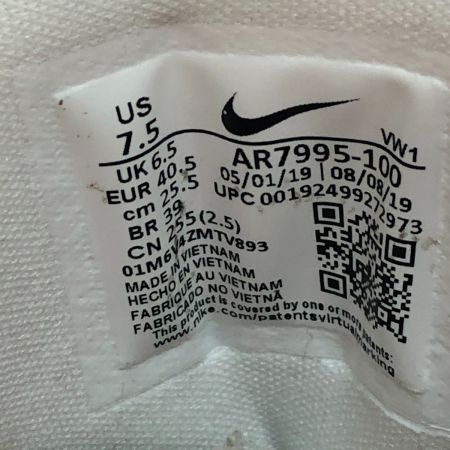 US
7.5
VW1
UK 6.5
EUR 40.5
cm 25.5
BR 39
CN 255(2.5)
AR7995-100
05/01/19 | 08/08/19
UPC 00192499272973
MADE IN VIETNAM
HECHO EN VIETNAM
FABRIQUE AU VIETNAM
FABRICADO NO VIETNÃ
This product is covered by one or more patents:
www.nike.com/patentsvirtualmarking